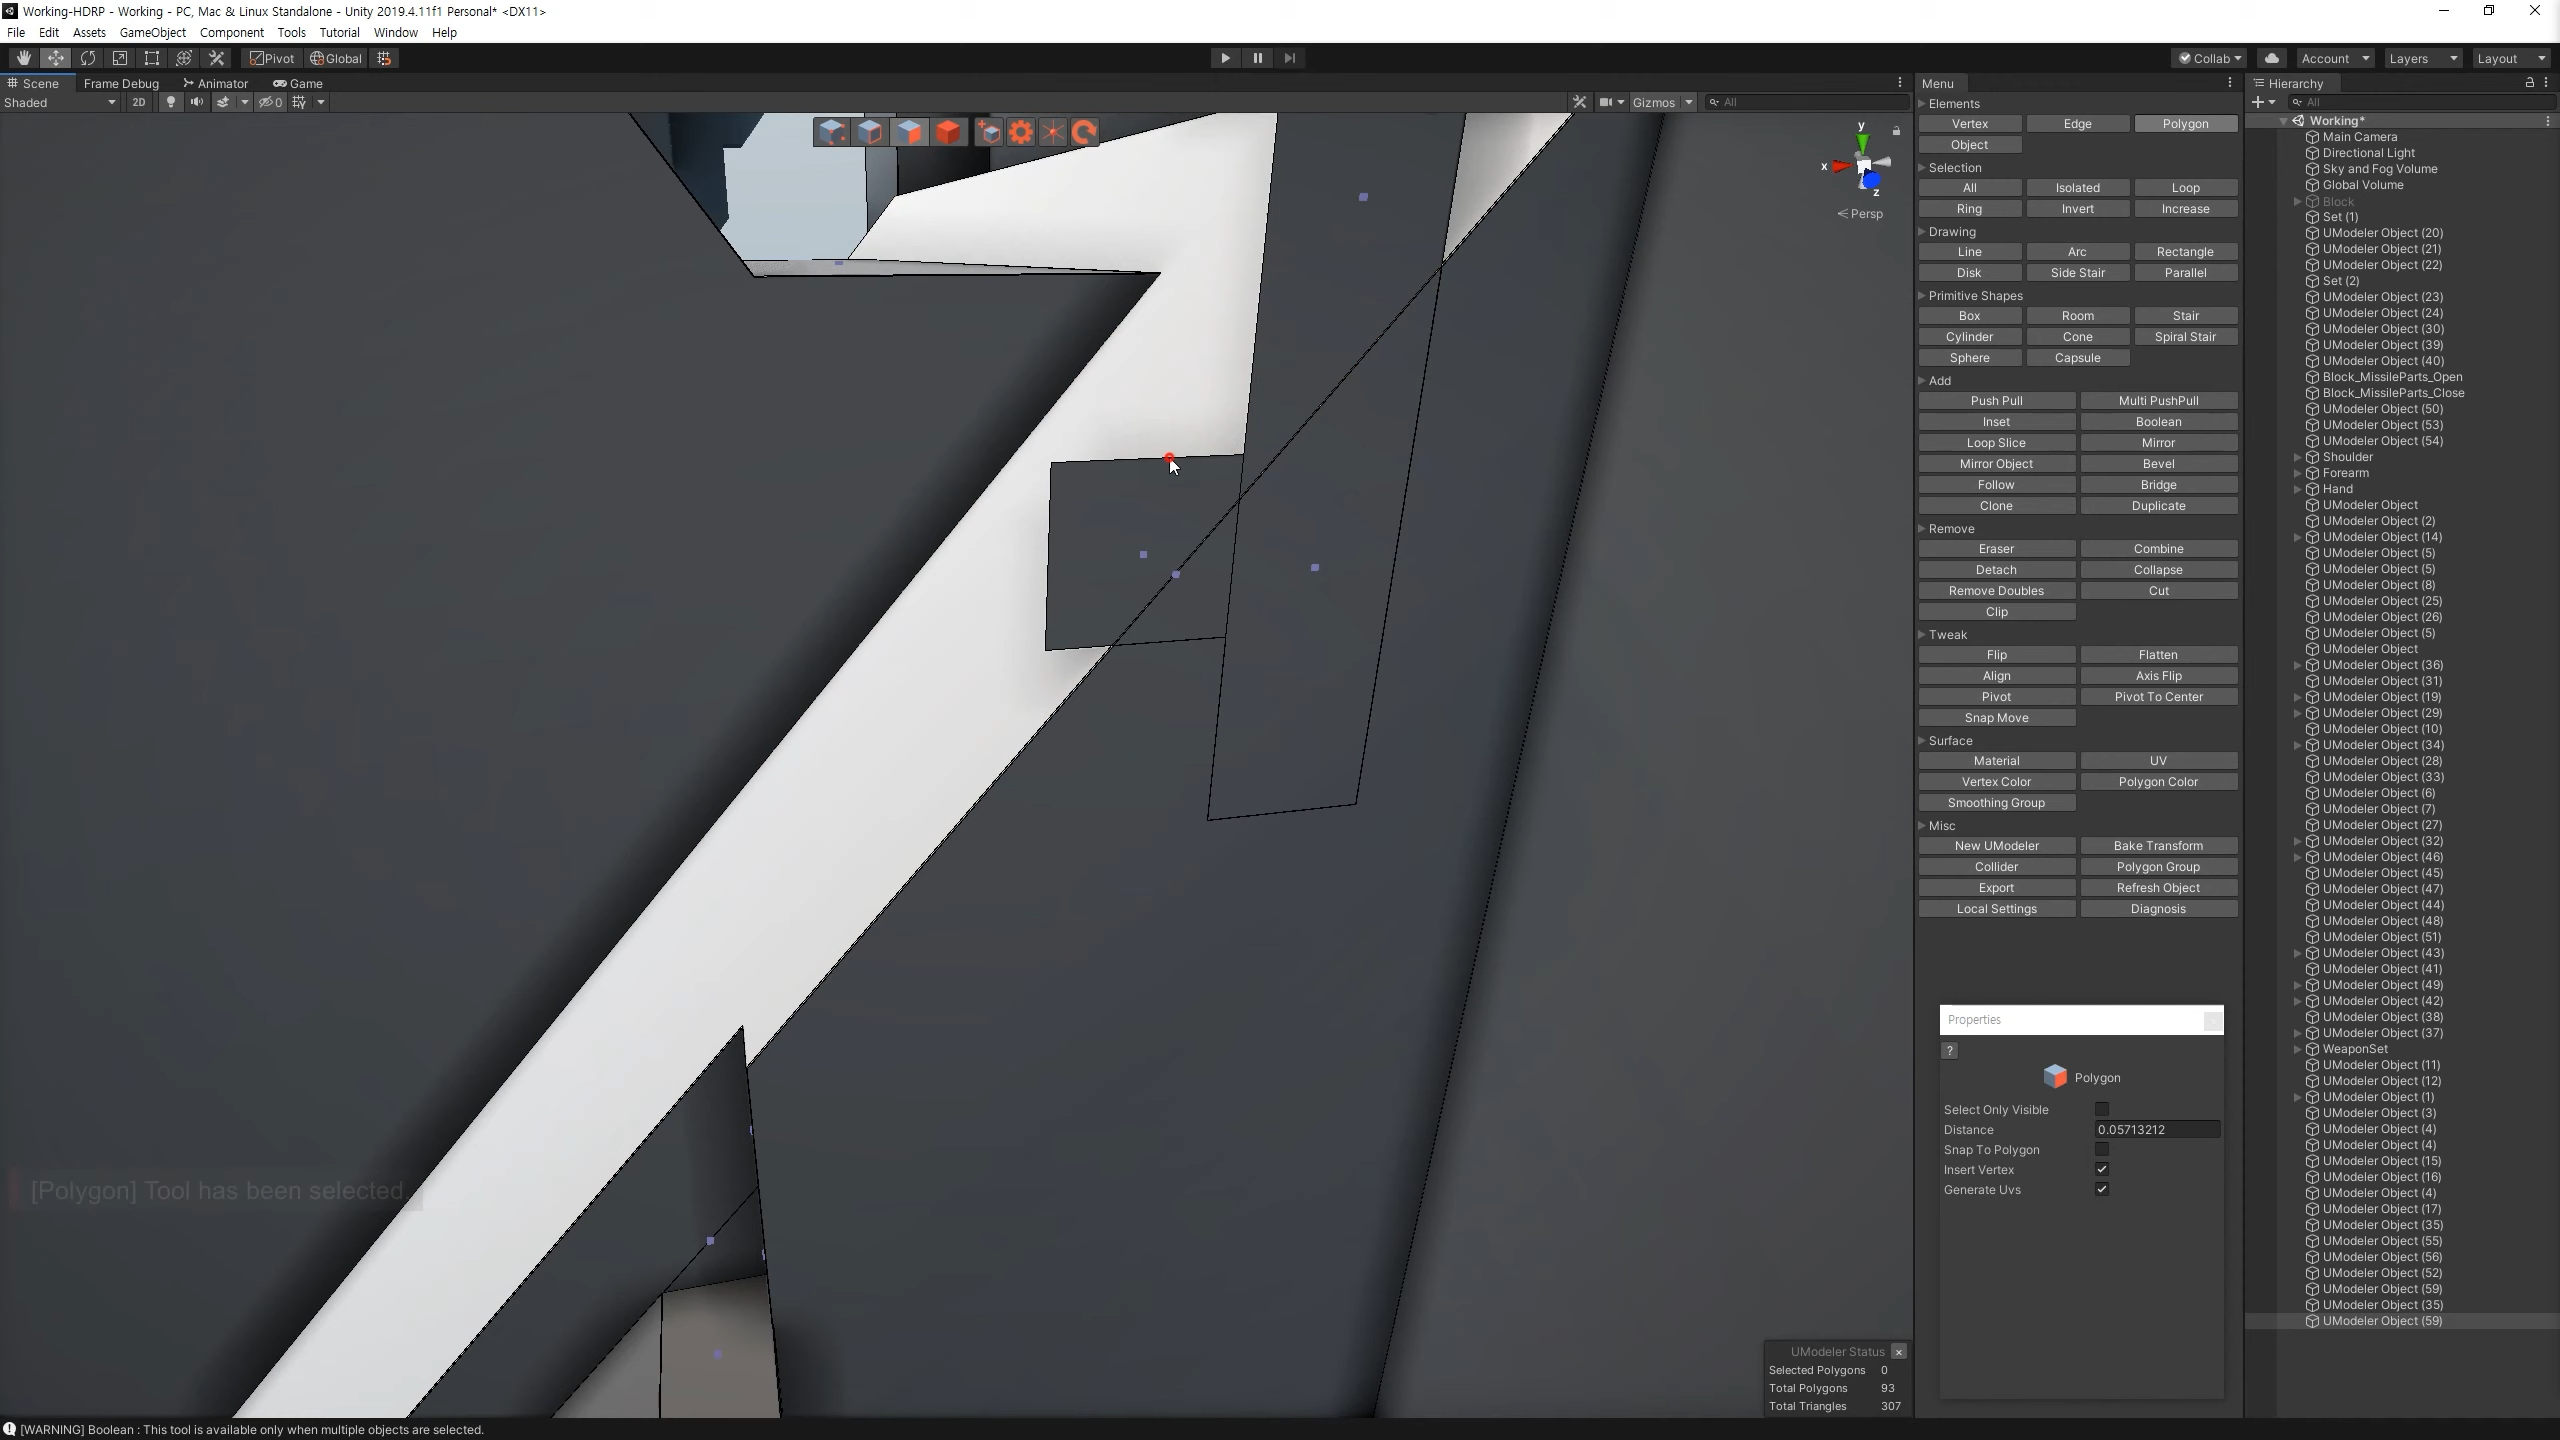 Working-HDRP - Working - PC, Mac & Linux Standalone - Unity 2019.4.11f1 Personal* <DX11>
File Edit Assets GameObject Component Tools Tutorial Window Help
Pivot Global Collab Account Layers Layout
Scene Frame Debug Animator Game
Shaded 2D 0 Gizmos All
y
x
z
Persp
[Polygon] Tool has been selected.
UModeler Status
Selected Polygons 0
Total Polygons 93
Total Triangles 307
Menu
Elements
Vertex Edge Polygon
Object
Selection
All Isolated Loop
Ring Invert Increase
Drawing
Line Arc Rectangle
Disk Side Stair Parallel
Primitive Shapes
Box Room Stair
Cylinder Cone Spiral Stair
Sphere Capsule
Add
Push Pull Multi PushPull
Inset Boolean
Loop Slice Mirror
Mirror Object Bevel
Follow Bridge
Clone Duplicate
Remove
Eraser Combine
Detach Collapse
Remove Doubles Cut
Clip
Tweak
Flip Flatten
Align Axis Flip
Pivot Pivot To Center
Snap Move
Surface
Material UV
Vertex Color Polygon Color
Smoothing Group
Misc
New UModeler Bake Transform
Collider Polygon Group
Export Refresh Object
Local Settings Diagnosis
Properties
?
Polygon
Select Only Visible
Distance 0.05713212
Snap To Polygon
Insert Vertex
Generate Uvs
Hierarchy
All
Working*
Main Camera
Directional Light
Sky and Fog Volume
Global Volume
Block
Set (1)
UModeler Object (20)
UModeler Object (21)
UModeler Object (22)
Set (2)
UModeler Object (23)
UModeler Object (24)
UModeler Object (30)
UModeler Object (39)
UModeler Object (40)
Block_MissileParts_Open
Block_MissileParts_Close
UModeler Object (50)
UModeler Object (53)
UModeler Object (54)
Shoulder
Forearm
Hand
UModeler Object
UModeler Object (2)
UModeler Object (14)
UModeler Object (5)
UModeler Object (5)
UModeler Object (8)
UModeler Object (25)
UModeler Object (26)
UModeler Object (5)
UModeler Object
UModeler Object (36)
UModeler Object (31)
UModeler Object (19)
UModeler Object (29)
UModeler Object (10)
UModeler Object (34)
UModeler Object (28)
UModeler Object (33)
UModeler Object (6)
UModeler Object (7)
UModeler Object (27)
UModeler Object (32)
UModeler Object (46)
UModeler Object (45)
UModeler Object (47)
UModeler Object (44)
UModeler Object (48)
UModeler Object (51)
UModeler Object (43)
UModeler Object (41)
UModeler Object (49)
UModeler Object (42)
UModeler Object (38)
UModeler Object (37)
WeaponSet
UModeler Object (11)
UModeler Object (12)
UModeler Object (1)
UModeler Object (3)
UModeler Object (4)
UModeler Object (4)
UModeler Object (15)
UModeler Object (16)
UModeler Object (4)
UModeler Object (17)
UModeler Object (35)
UModeler Object (55)
UModeler Object (56)
UModeler Object (52)
UModeler Object (59)
UModeler Object (35)
UModeler Object (59)
[WARNING] Boolean : This tool is available only when multiple objects are selected.